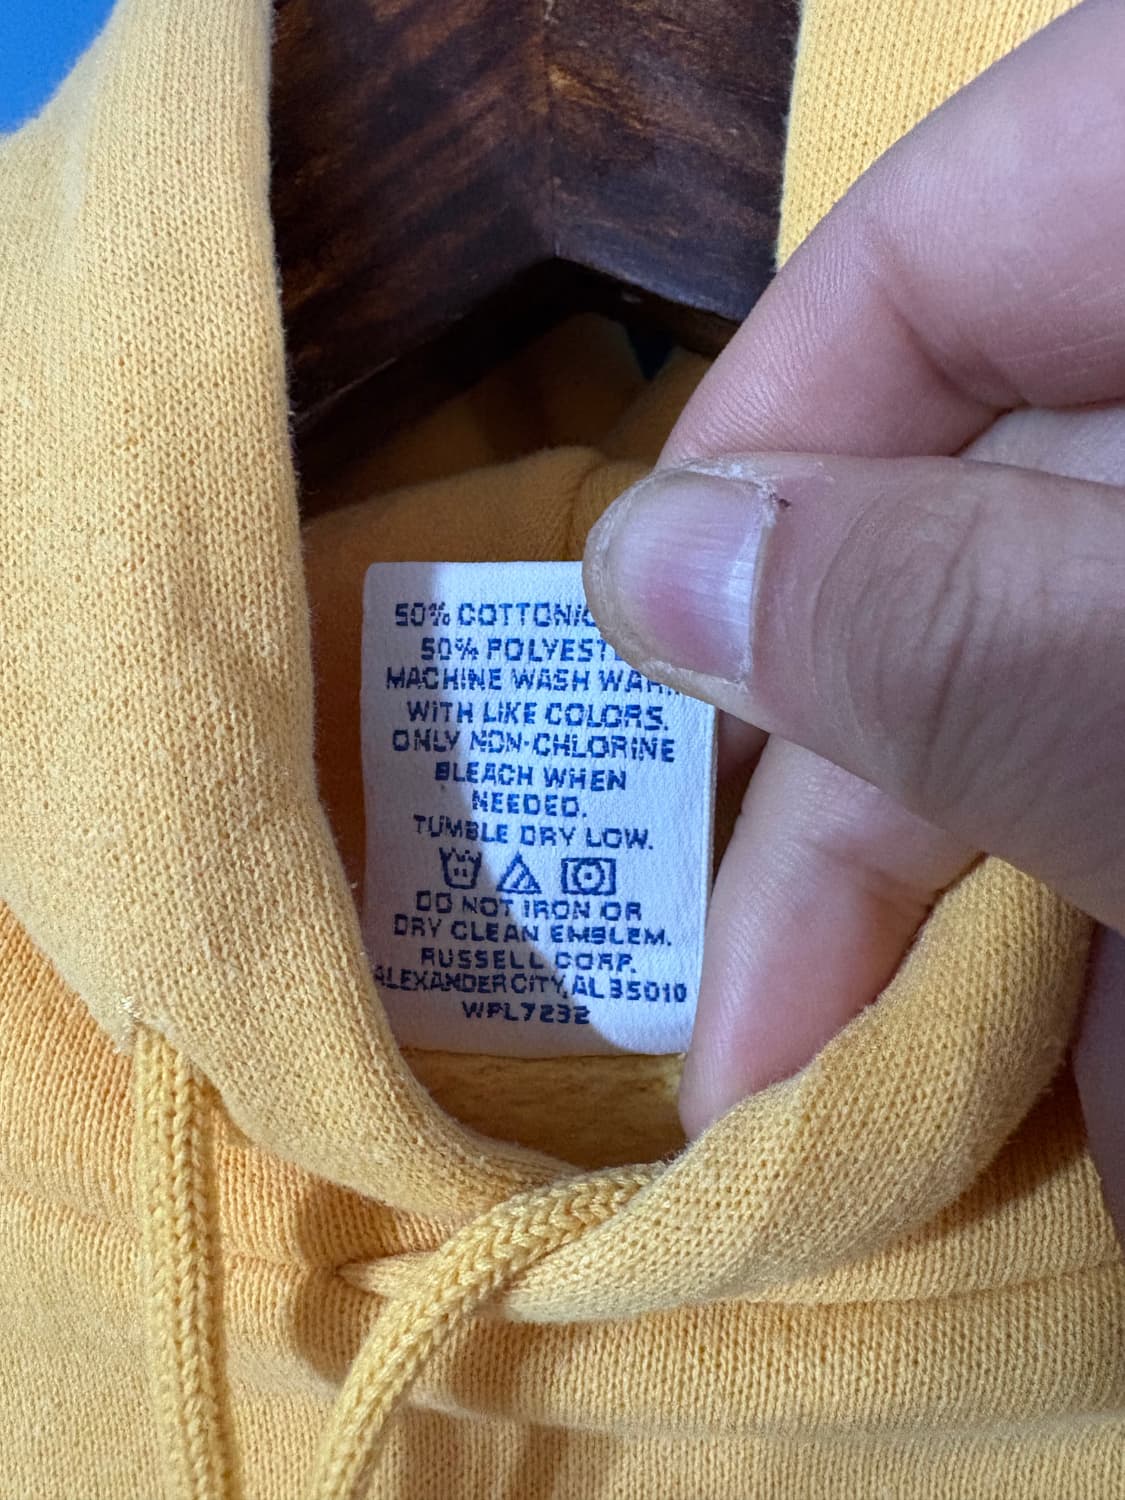 50% COTTON
50% POLYEST
MACHINE WASH WAR
WITH LIKE COLORS.
ONLY NON-CHLORINE
BLEACH WHEN
NEEDED.
TUMBLE DRY LOW.
DO NOT IRON OR
DRY CLEAN EMBLEM.
RUSSELL CORP.
ALEXANDER CITY, AL 35010
WPL7232